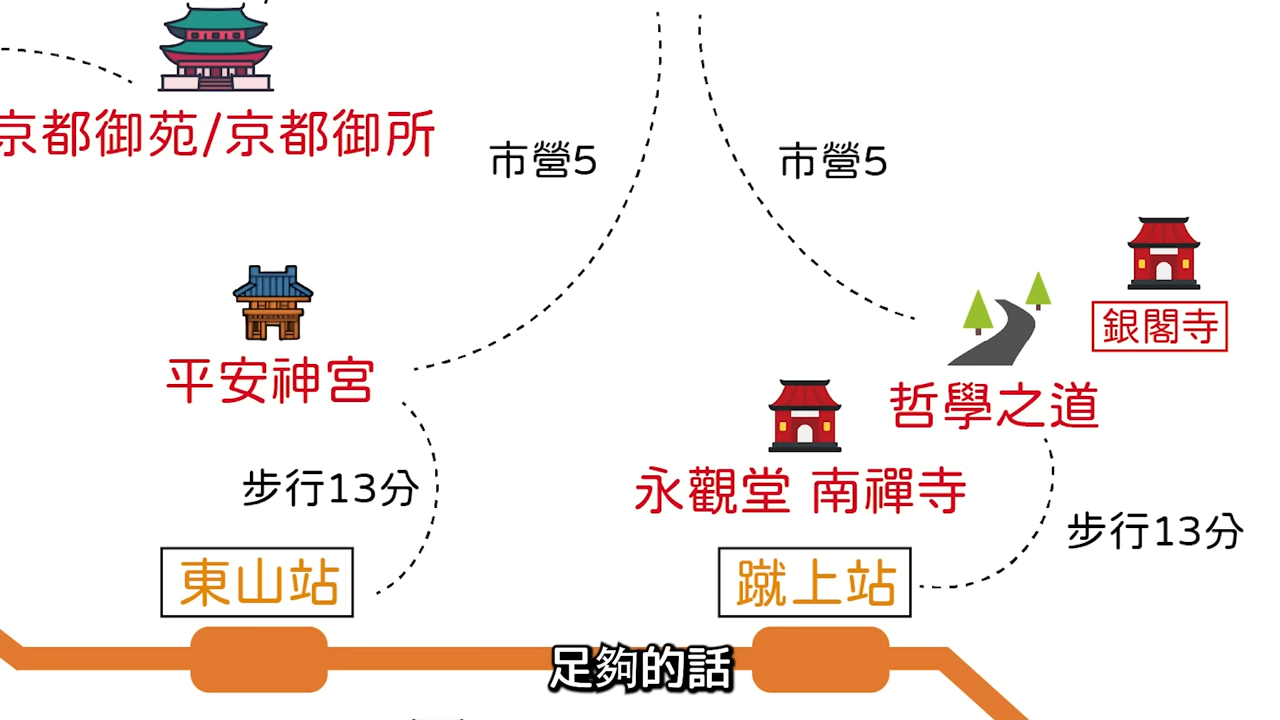 京都御苑/京都御所
市營5
市營5
銀閣寺
平安神宮
哲學之道
步行13分
永觀堂 南禪寺
步行13分
東山站
蹴上站
足夠的話